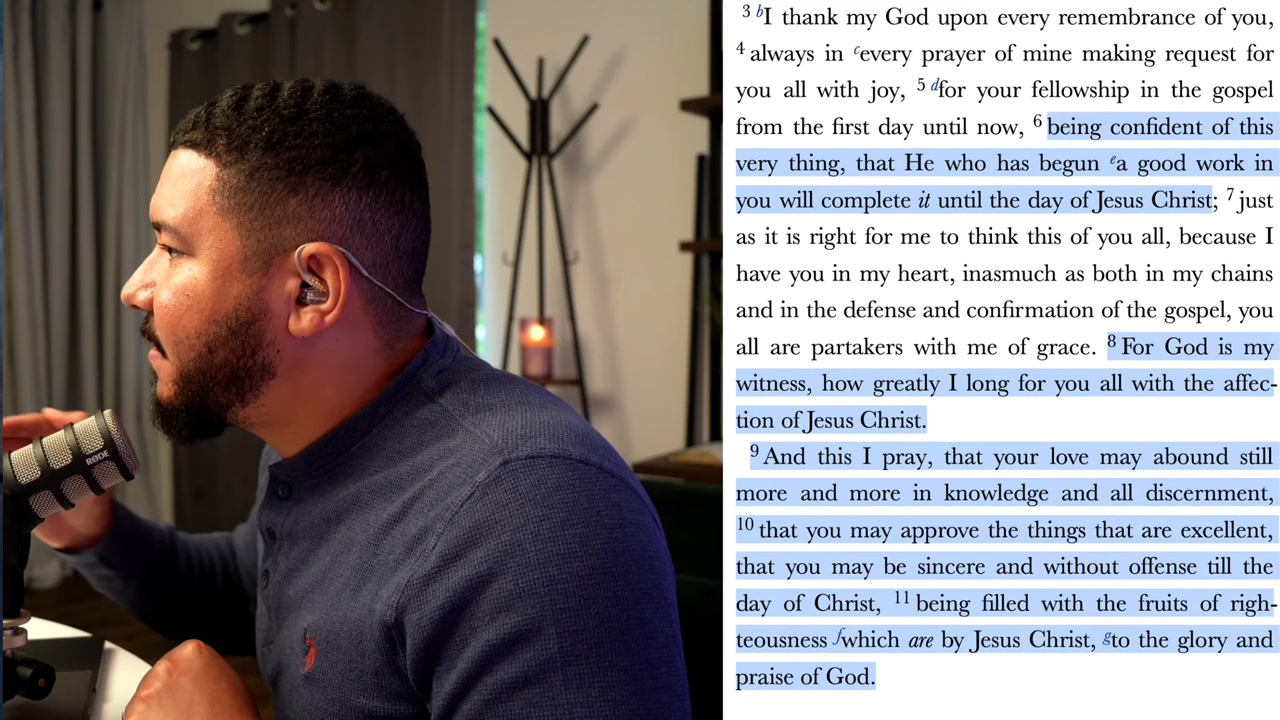 RØDE
3 bI thank my God upon every remembrance of you,
4 always in cevery prayer of mine making request for
you all with joy, 5 dfor your fellowship in the gospel
from the first day until now, 6 being confident of this
very thing, that He who has begun ea good work in
you will complete it until the day of Jesus Christ; 7 just
as it is right for me to think this of you all, because I
have you in my heart, inasmuch as both in my chains
and in the defense and confirmation of the gospel, you
all are partakers with me of grace. 8 For God is my
witness, how greatly I long for you all with the affec-
tion of Jesus Christ.
9 And this I pray, that your love may abound still
more and more in knowledge and all discernment,
10 that you may approve the things that are excellent,
that you may be sincere and without offense till the
day of Christ, 11 being filled with the fruits of righ-
teousness fwhich are by Jesus Christ, gto the glory and
praise of God.